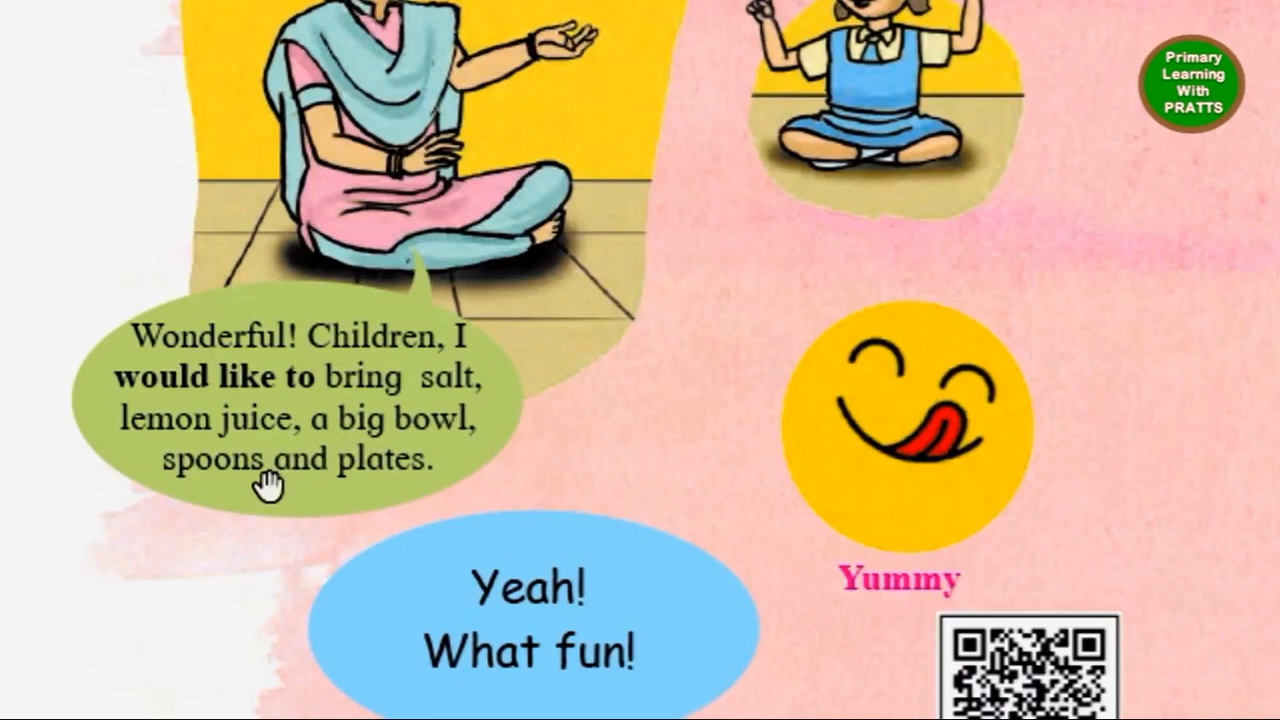 Primary
Learning
With
PRATTS
Wonderful! Children, I
would like to bring salt,
lemon juice, a big bowl,
spoons and plates.
Yeah!
What fun!
Yummy